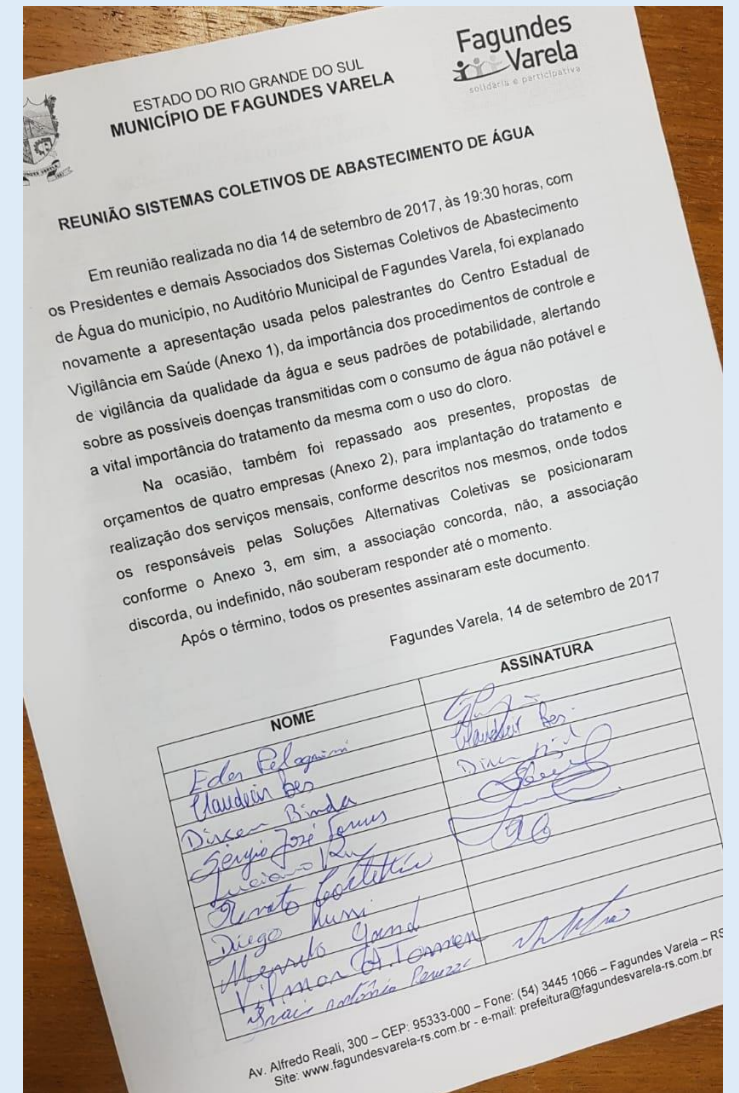 ESTADO DO RIO GRANDE DO SUL
MUNICÍPIO DE FAGUNDES VARELA
Fagundes
Varela
solidária e participativa
REUNIÃO SISTEMAS COLETIVOS DE ABASTECIMENTO DE ÁGUA
Em reunião realizada no dia 14 de setembro de 2017, às 19:30 horas, com
os Presidentes e demais Associados dos Sistemas Coletivos de Abastecimento
de Água do município, no Auditório Municipal de Fagundes Varela, foi explanado
novamente a apresentação usada pelos palestrantes do Centro Estadual de
Vigilância em Saúde (Anexo 1), da importância dos procedimentos de controle e
de vigilância da qualidade da água e seus padrões de potabilidade, alertando
sobre as possíveis doenças transmitidas com o consumo de água não potável e
a vital importância do tratamento da mesma com o uso do cloro.
Na ocasião, também foi repassado aos presentes, propostas de
orçamentos de quatro empresas (Anexo 2), para implantação do tratamento e
realização dos serviços mensais, conforme descritos nos mesmos, onde todos
os responsáveis pelas Soluções Alternativas Coletivas se posicionaram
conforme o Anexo 3, em sim, a associação concorda, não, a associação
discorda, ou indefinido, não souberam responder até o momento.
Após o término, todos os presentes assinaram este documento.
Fagundes Varela, 14 de setembro de 2017
NOME ASSINATURA
Eder
Claudeir Bes Claudeir Bes
Dirceu Binda Dirceu
Sérgio José
Luciano
Renato
Diego

Vilmar
Antônio
Av. Alfredo Reali, 300 – CEP: 95333-000 – Fone: (54) 3445 1066 – Fagundes Varela – RS
Site: www.fagundesvarela-rs.com.br - e-mail: prefeitura@fagundesvarela-rs.com.br